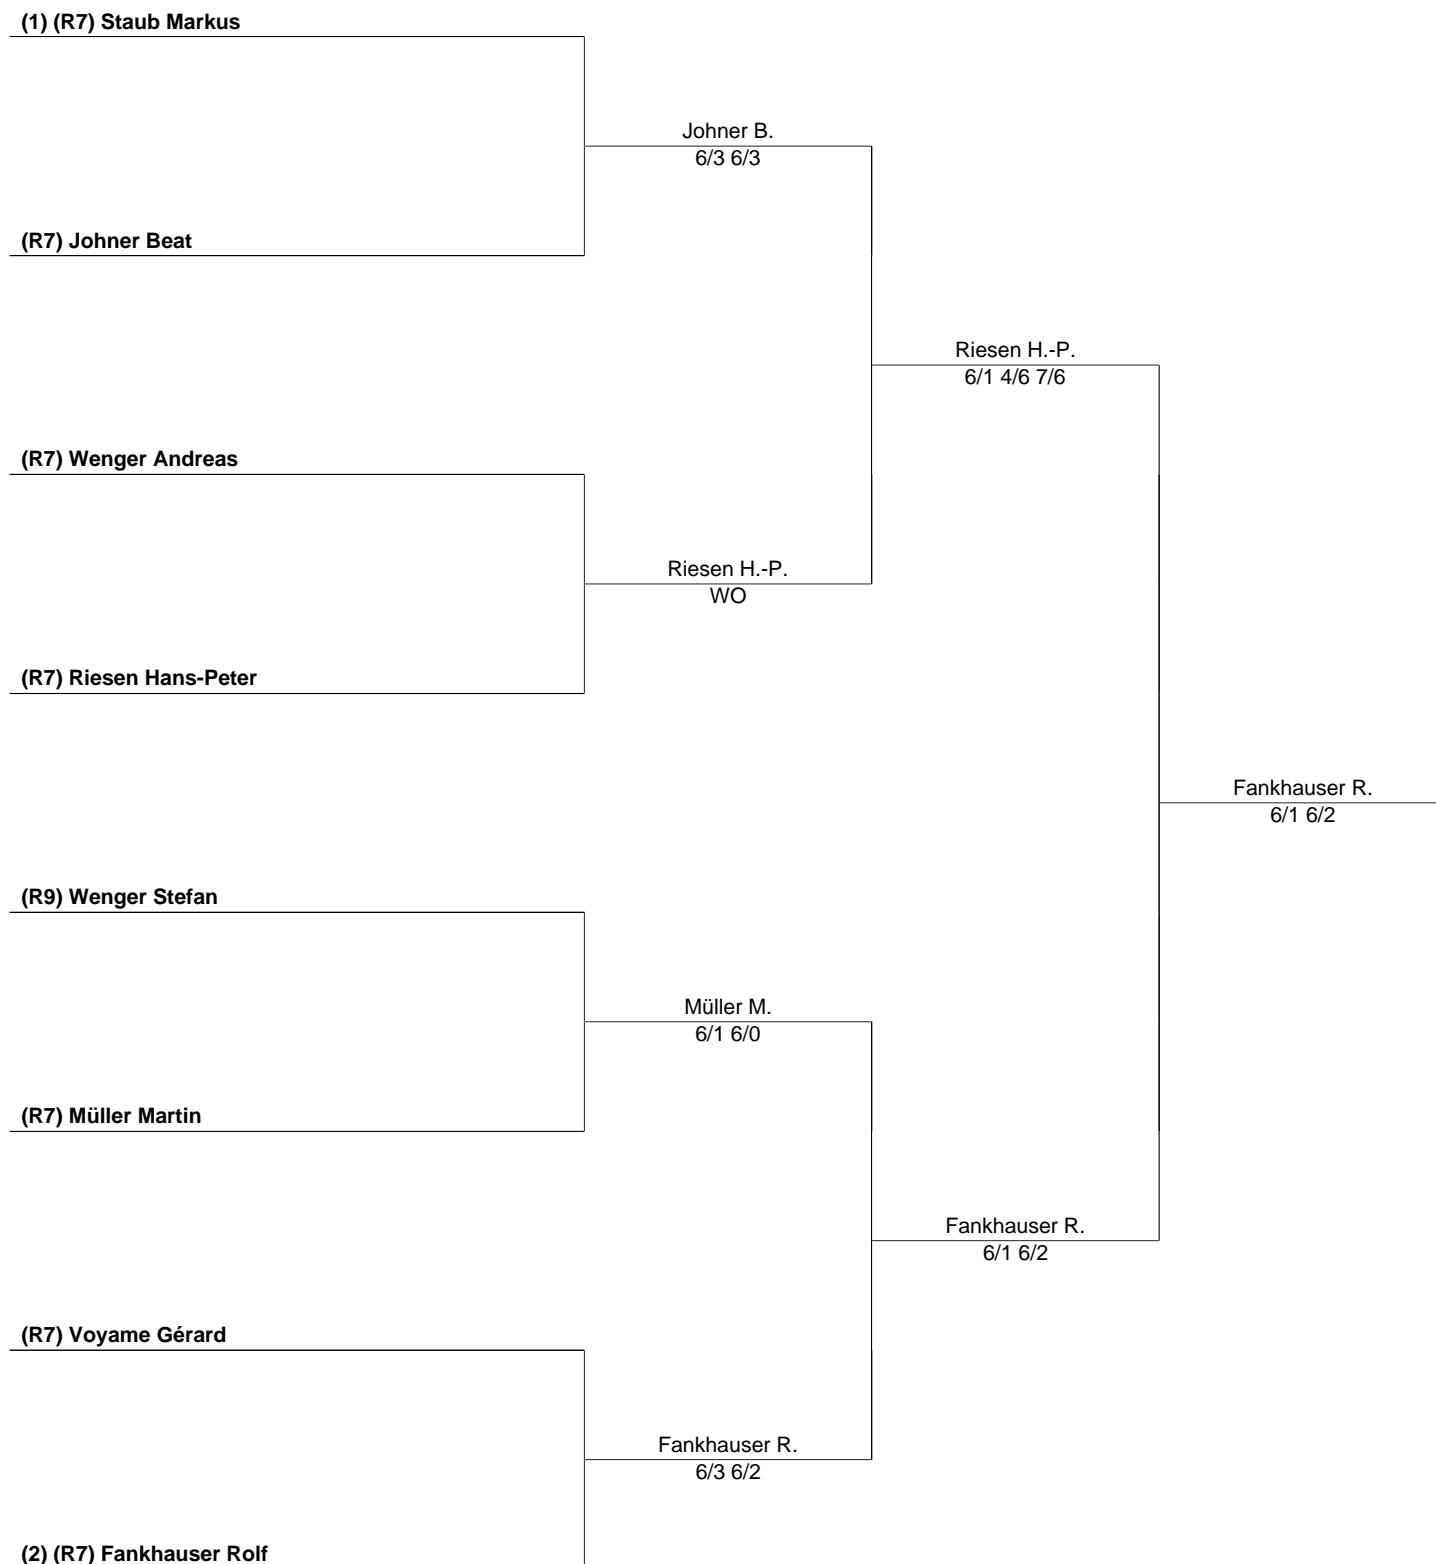 (1) (R7) Staub Markus
Johner B.
6/3 6/3
(R7) Johner Beat
Riesen H.-P.
6/1 4/6 7/6
(R7) Wenger Andreas
Riesen H.-P.
WO
(R7) Riesen Hans-Peter
Fankhauser R.
6/1 6/2
(R9) Wenger Stefan
Müller M.
6/1 6/0
(R7) Müller Martin
Fankhauser R.
6/1 6/2
(R7) Voyame Gérard
Fankhauser R.
6/3 6/2
(2) (R7) Fankhauser Rolf